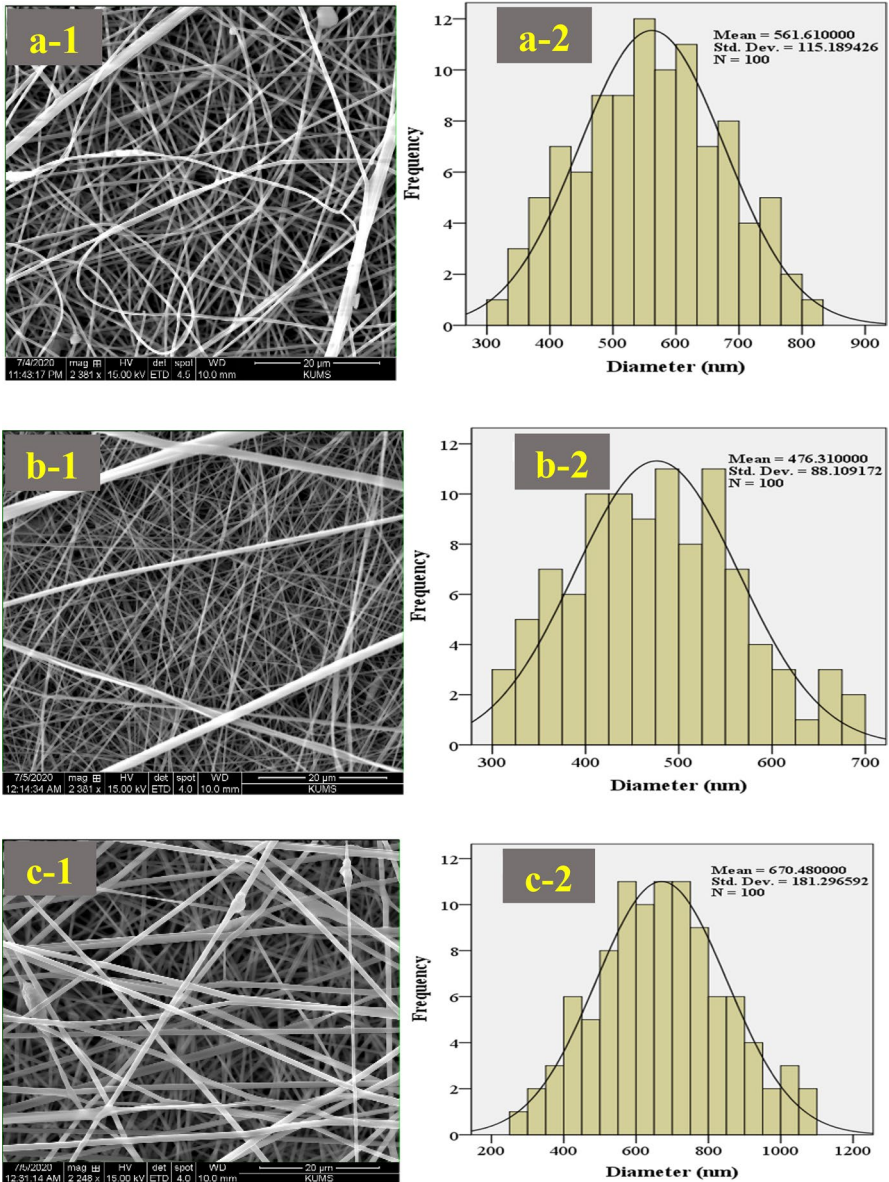 a-1
7/4/2020 mag HV det spot WD 20 µm
11:43:17 PM 2 381 x 15.00 kV ETD 4.5 10.0 mm KUMS
a-2
Mean = 561.610000
Std. Dev. = 115.189426
N = 100
Frequency
12
10
8
6
4
2
0
300 400 500 600 700 800 900
Diameter (nm)
b-1
7/5/2020 mag HV det spot WD 20 µm
12:14:34 AM 2 381 x 15.00 kV ETD 4.0 10.0 mm KUMS
b-2
Mean = 476.310000
Std. Dev. = 88.109172
N = 100
Frequency
12
10
8
6
4
2
0
300 400 500 600 700
Diameter (nm)
c-1
7/5/2020 mag HV det spot WD 20 µm
12:31:14 AM 2 248 x 15.00 kV ETD 4.0 10.0 mm KUMS
c-2
Mean = 670.480000
Std. Dev. = 181.296592
N = 100
Frequency
12
10
8
6
4
2
0
200 400 600 800 1000 1200
Diameter (nm)